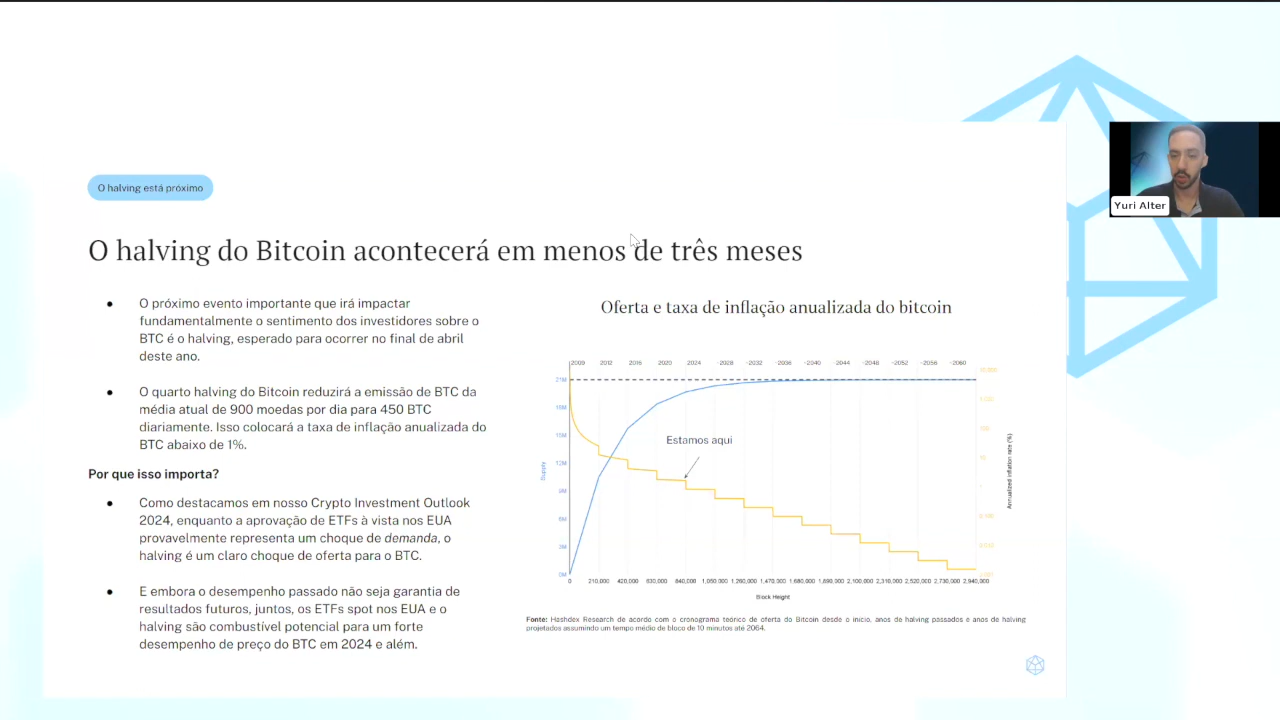 O halving está próximo
Yuri Alter
O halving do Bitcoin acontecerá em menos de três meses
O próximo evento importante que irá impactar
fundamentalmente o sentimento dos investidores sobre o
BTC é o halving, esperado para ocorrer no final de abril
deste ano.
O quarto halving do Bitcoin reduzirá a emissão de BTC da
média atual de 900 moedas por dia para 450 BTC
diariamente. Isso colocará a taxa de inflação anualizada do
BTC abaixo de 1%.
Por que isso importa?
Como destacamos em nosso Crypto Investment Outlook
2024, enquanto a aprovação de ETFs à vista nos EUA
provavelmente representa um choque de demanda, o
halving é um claro choque de oferta para o BTC.
E embora o desempenho passado não seja garantia de
resultados futuros, juntos, os ETFs spot nos EUA e o
halving são combustível potencial para um forte
desempenho de preço do BTC em 2024 e além.
Oferta e taxa de inflação anualizada do bitcoin
2009 2012 2016 2020 2024 ~2028 ~2032 ~2036 ~2040 ~2044 ~2048 ~2052 ~2056 ~2060
21M
18M
15M
12M
9M
6M
3M
0M
Supply
Estamos aqui
Annualized inflation rate (%)
0 210,000 420,000 630,000 840,000 1,050,000 1,260,000 1,470,000 1,680,000 1,890,000 2,100,000 2,310,000 2,520,000 2,730,000 2,940,000
Block Height
Fonte: Hashdex Research de acordo com o cronograma teórico de oferta do Bitcoin desde o início, anos de halving passados e anos de halving
projetados assumindo um tempo médio de bloco de 10 minutos até 2064.